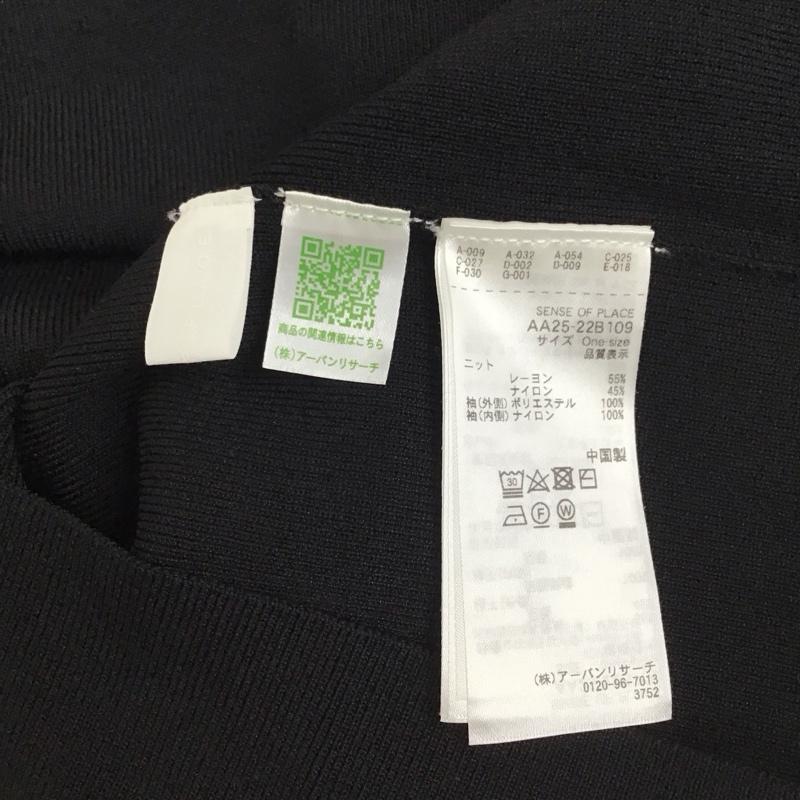 商品の関連情報はこちら
(株)アーバンリサーチ
A-009 A-032 A-054 C-025
C-027 D-002 D-009 E-018
F-030 G-001
SENSE OF PLACE
AA25-22B109
サイズ One-size
品質表示
ニット
レーヨン 55%
ナイロン 45%
袖(外側) ポリエステル 100%
袖(内側) ナイロン 100%
中国製
30
F W
(株)アーバンリサーチ
0120-96-7013
3752